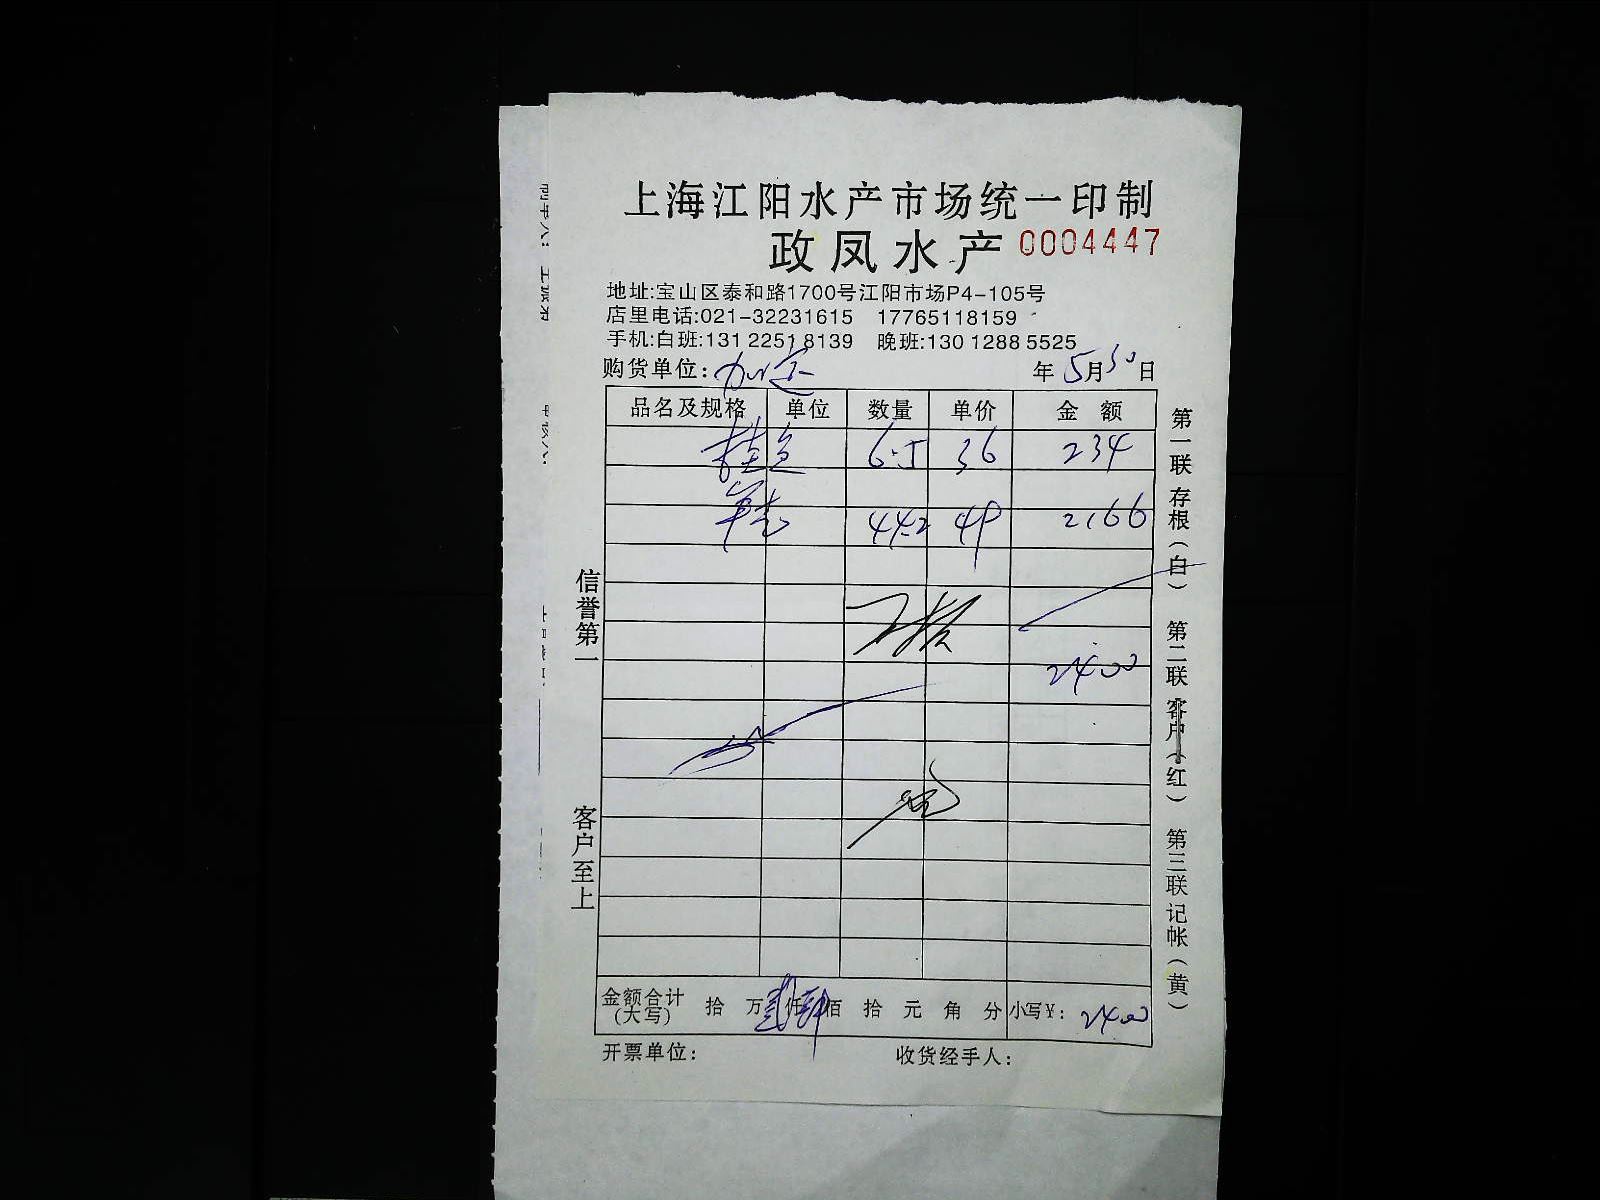 上海江阳水产市场统一印制
政凤水产 0004447
地址:宝山区泰和路1700号江阳市场P4-105号
店里电话:021-32231615 17765118159
手机:白班:131 2251 8139 晚班:130 1288 5525
购货单位: 年5月30日
品名及规格 单位 数量 单价 金 额
桂鱼 6.5 36 234
44.2 49 2166
2400
金额合计(大写) 拾 万 贰 仟 肆 佰 拾 元 角 分 小写¥: 2400
开票单位: 收货经手人:
信誉第一 客户至上
第一联 存根(白) 第二联 客户(红) 第三联 记帐(黄)